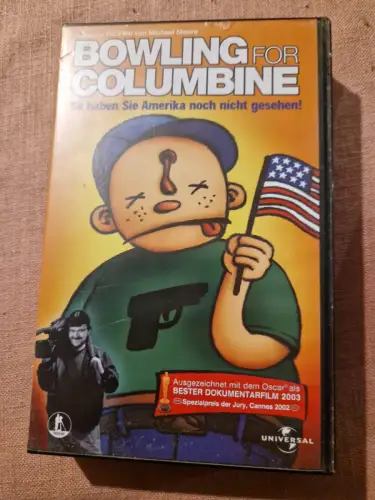 Film von Michael Moore
BOWLING FOR
COLUMBINE
So haben Sie Amerika noch nicht gesehen!
Ausgezeichnet mit dem Oscar® als
BESTER DOKUMENTARFILM 2003
Spezialpreis der Jury, Cannes 2002
UNIVERSAL